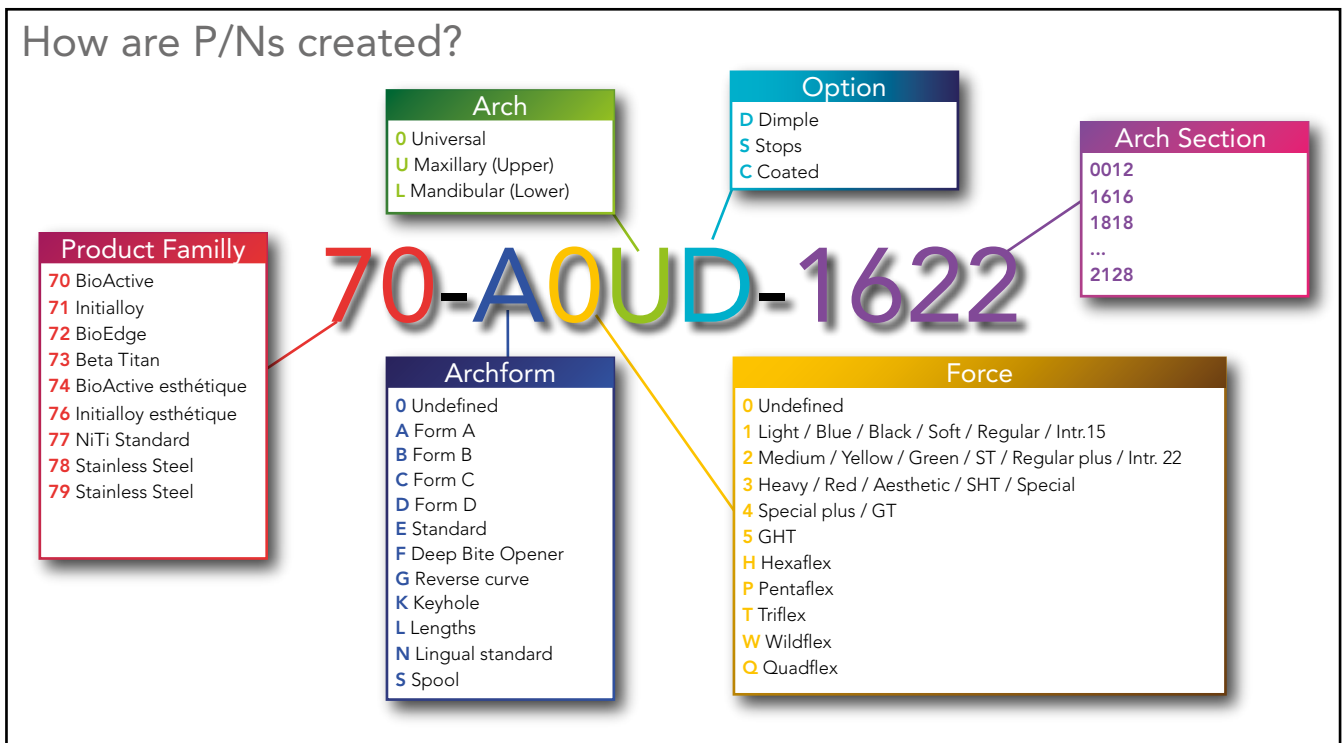 How are P/Ns created?
Arch
0 Universal
U Maxillary (Upper)
L Mandibular (Lower)
Option
D Dimple
S Stops
C Coated
Arch Section
0012
1616
1818
...
2128
Product Familly
70 BioActive
71 Initialloy
72 BioEdge
73 Beta Titan
74 BioActive esthétique
76 Initialloy esthétique
77 NiTi Standard
78 Stainless Steel
79 Stainless Steel
70-A0UD-1622
Archform
0 Undefined
A Form A
B Form B
C Form C
D Form D
E Standard
F Deep Bite Opener
G Reverse curve
K Keyhole
L Lengths
N Lingual standard
S Spool
Force
0 Undefined
1 Light / Blue / Black / Soft / Regular / Intr.15
2 Medium / Yellow / Green / ST / Regular plus / Intr. 22
3 Heavy / Red / Aesthetic / SHT / Special
4 Special plus / GT
5 GHT
H Hexaflex
P Pentaflex
T Triflex
W Wildflex
Q Quadflex